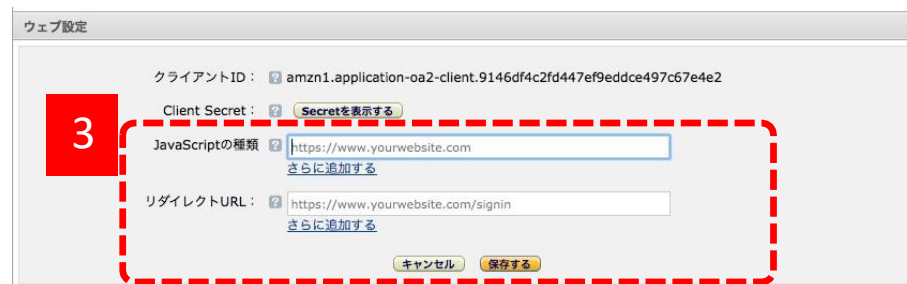 ウェブ設定
クライアントID： ? amzn1.application-oa2-client.9146df4c2fd447ef9eddce497c67e4e2
Client Secret： ? Secretを表示する
3
JavaScriptの種類 ? https://www.yourwebsite.com
さらに追加する
リダイレクトURL： ? https://www.yourwebsite.com/signin
さらに追加する
キャンセル 保存する